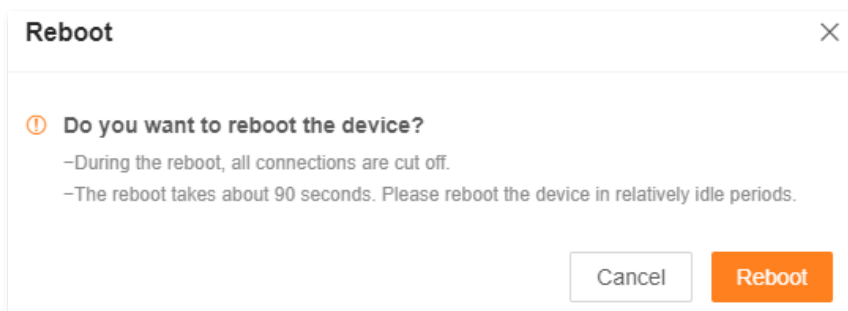 Reboot
Do you want to reboot the device?
−During the reboot, all connections are cut off.
−The reboot takes about 90 seconds. Please reboot the device in relatively idle periods.
Cancel Reboot